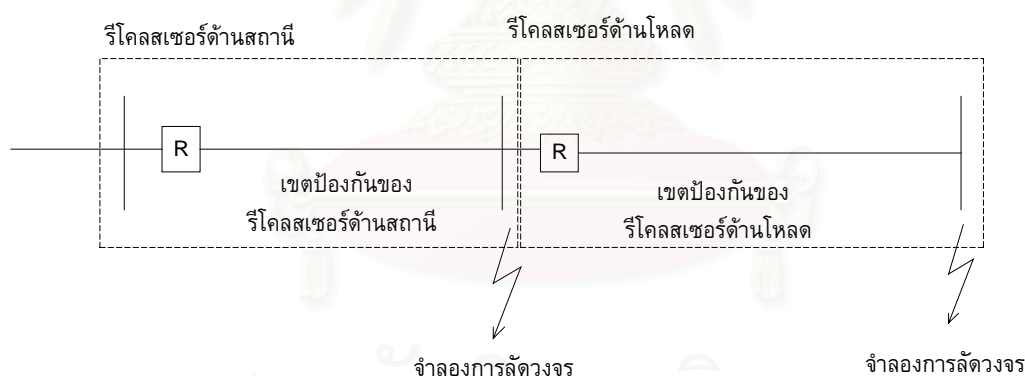 รีโคลสเซอร์ด้านสถานี
รีโคลสเซอร์ด้านโหลด
R
R
เขตป้องกันของ
รีโคลสเซอร์ด้านสถานี
เขตป้องกันของ
รีโคลสเซอร์ด้านโหลด
จำลองการลัดวงจร
จำลองการลัดวงจร